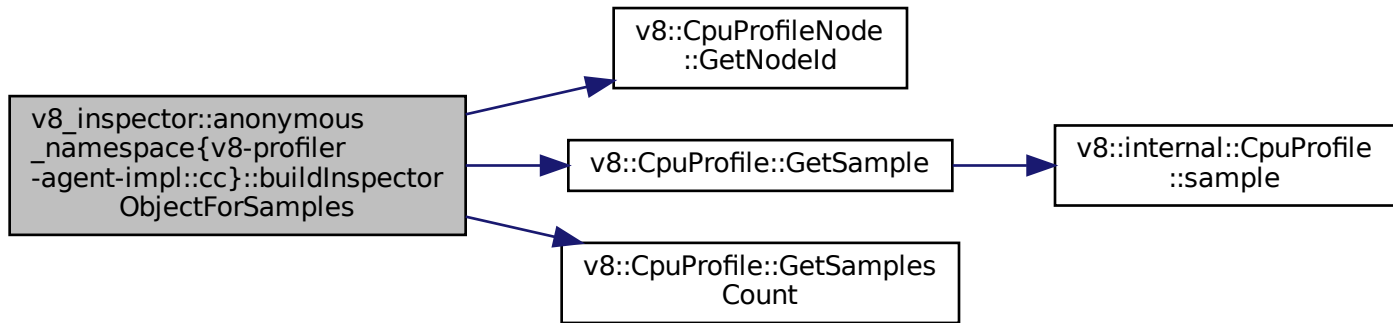 v8_inspector::anonymous
_namespace{v8-profiler
-agent-impl::cc}::buildInspector
ObjectForSamples
v8::CpuProfileNode
::GetNodeId
v8::CpuProfile::GetSample
v8::internal::CpuProfile
::sample
v8::CpuProfile::GetSamples
Count